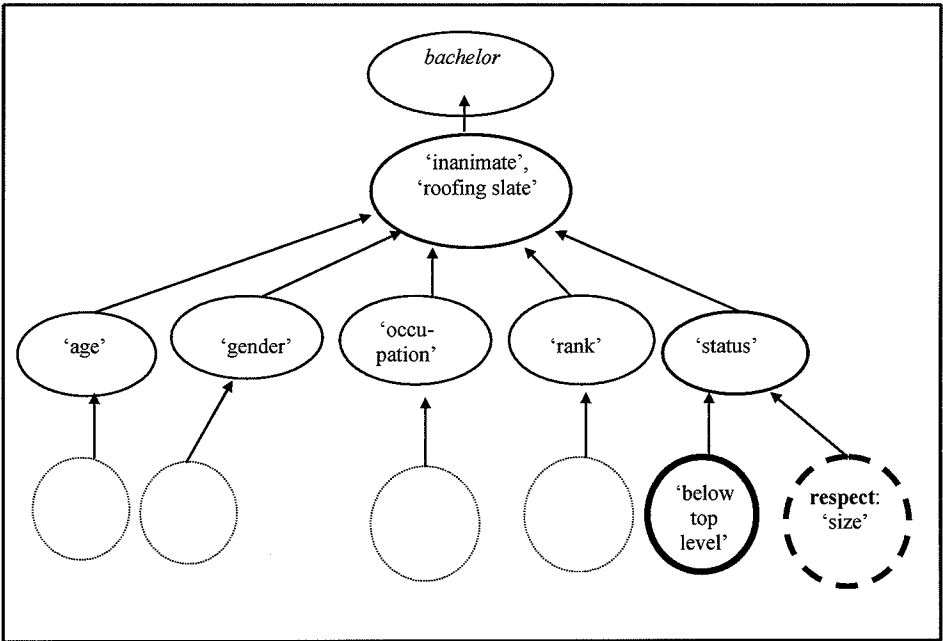 bachelor
‘inanimate’,
‘roofing slate’
‘age’
‘gender’
‘occu-
pation’
‘rank’
‘status’
‘below
top
level’
respect:
‘size’